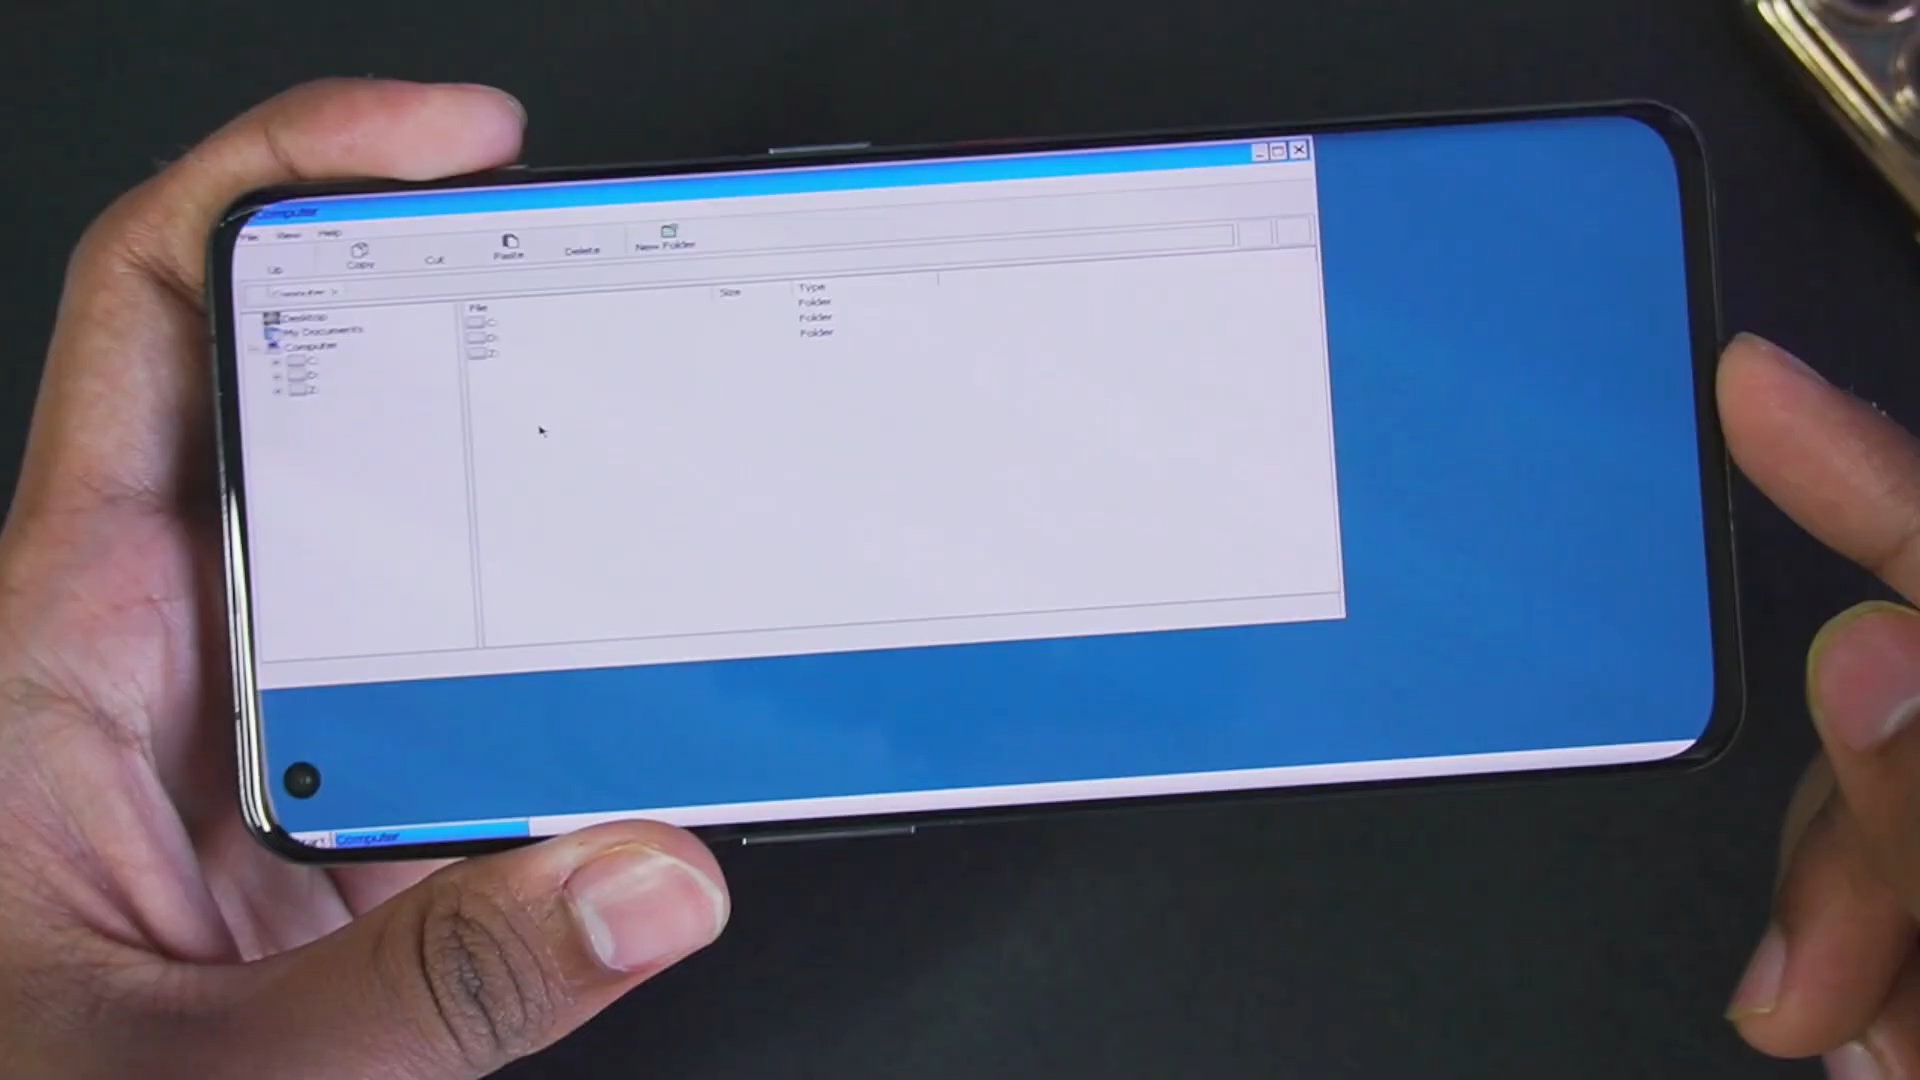 Computer
File View Help
Up Copy Cut Paste Delete New Folder
Computer >
File Size Type
Desktop
My Documents
Computer
C:
D:
Z:
C: Folder
D: Folder
Z: Folder
Computer